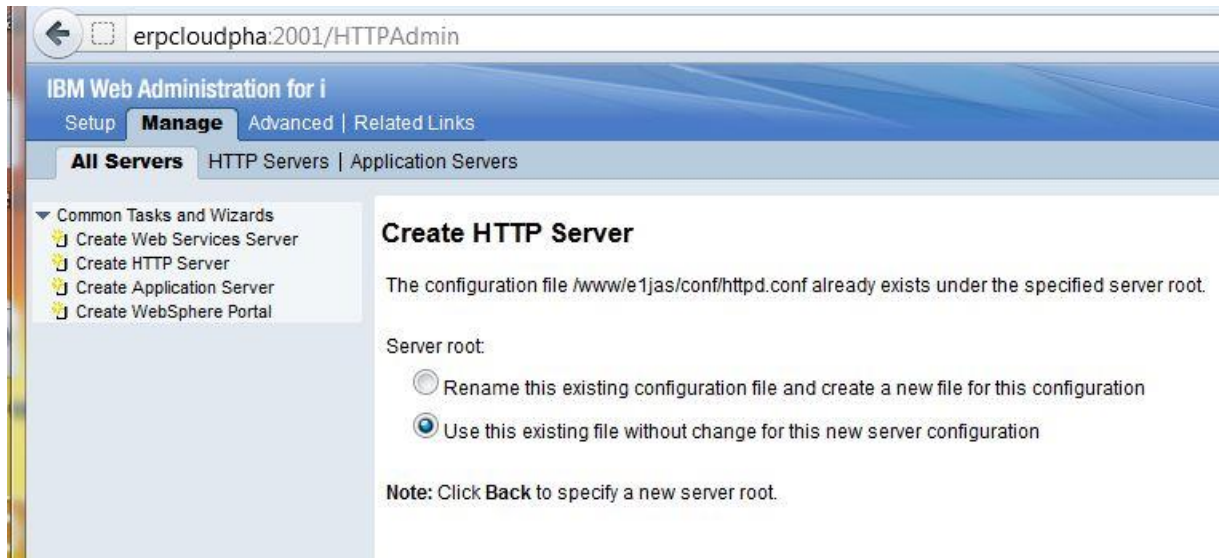 erpcloudpha:2001/HTTPAdmin
IBM Web Administration for i
Setup Manage Advanced | Related Links
All Servers HTTP Servers | Application Servers
Common Tasks and Wizards
Create Web Services Server
Create HTTP Server
Create Application Server
Create WebSphere Portal
Create HTTP Server
The configuration file /www/e1jas/conf/httpd.conf already exists under the specified server root.
Server root:
Rename this existing configuration file and create a new file for this configuration
Use this existing file without change for this new server configuration
Note: Click Back to specify a new server root.